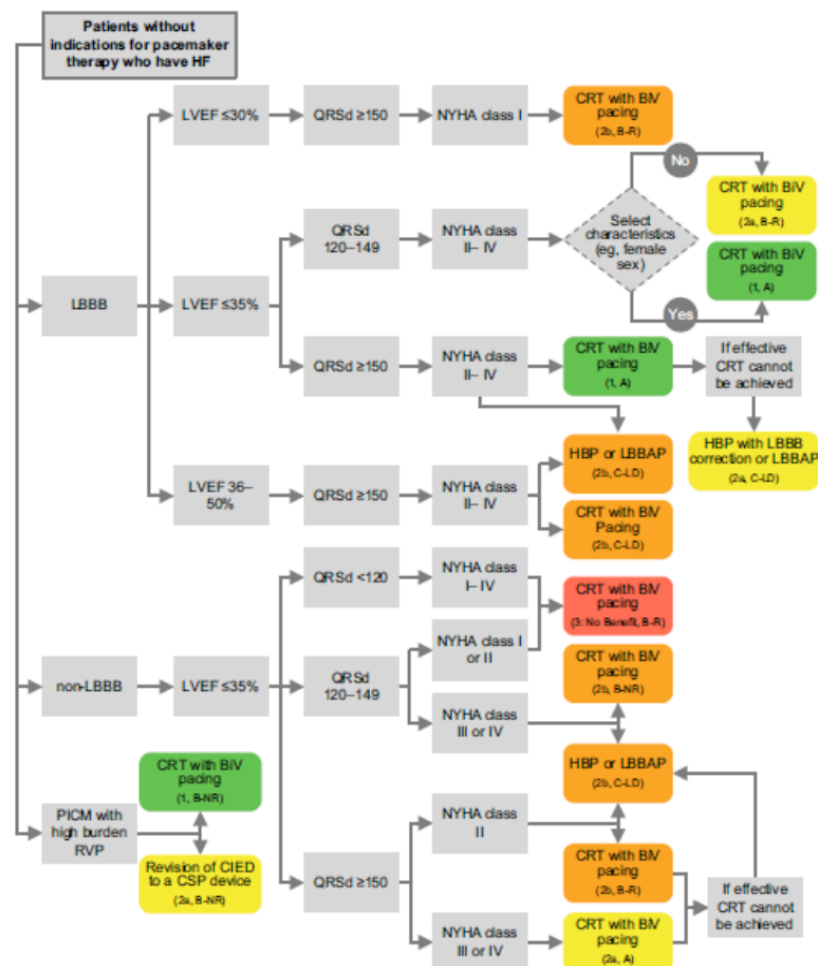 Patients without
indications for pacemaker
therapy who have HF
LVEF ≤30%
QRSd ≥150
NYHA class I
CRT with BiV
pacing
(2b, B-R)
No
CRT with BiV
pacing
(2a, B-R)
QRSd
120–149
NYHA class
II– IV
Select
characteristics
(eg, female
sex)
CRT with BiV
pacing
(1, A)
LBBB
LVEF ≤35%
Yes
QRSd ≥150
NYHA class
II– IV
CRT with BiV
pacing
(1, A)
If effective
CRT cannot
be achieved
HBP or LBBAP
(2b, C-LD)
HBP with LBBB
correction or LBBAP
(2a, C-LD)
LVEF 36–
50%
QRSd ≥150
NYHA class
II– IV
CRT with BiV
Pacing
(2b, C-LD)
QRSd <120
NYHA class
I– IV
CRT with BiV
pacing
(3: No Benefit, B-R)
non-LBBB
LVEF ≤35%
QRSd
120–149
NYHA class I
or II
CRT with BiV
pacing
(2b, B-NR)
NYHA class
III or IV
CRT with BiV
pacing
(1, B-NR)
HBP or LBBAP
(2b, C-LD)
PICM with
high burden
RVP
NYHA class
II
Revision of CIED
to a CSP device
(2a, B-NR)
QRSd ≥150
CRT with BiV
pacing
(2b, B-R)
If effective
CRT cannot
be achieved
NYHA class
III or IV
CRT with BiV
pacing
(2a, A)